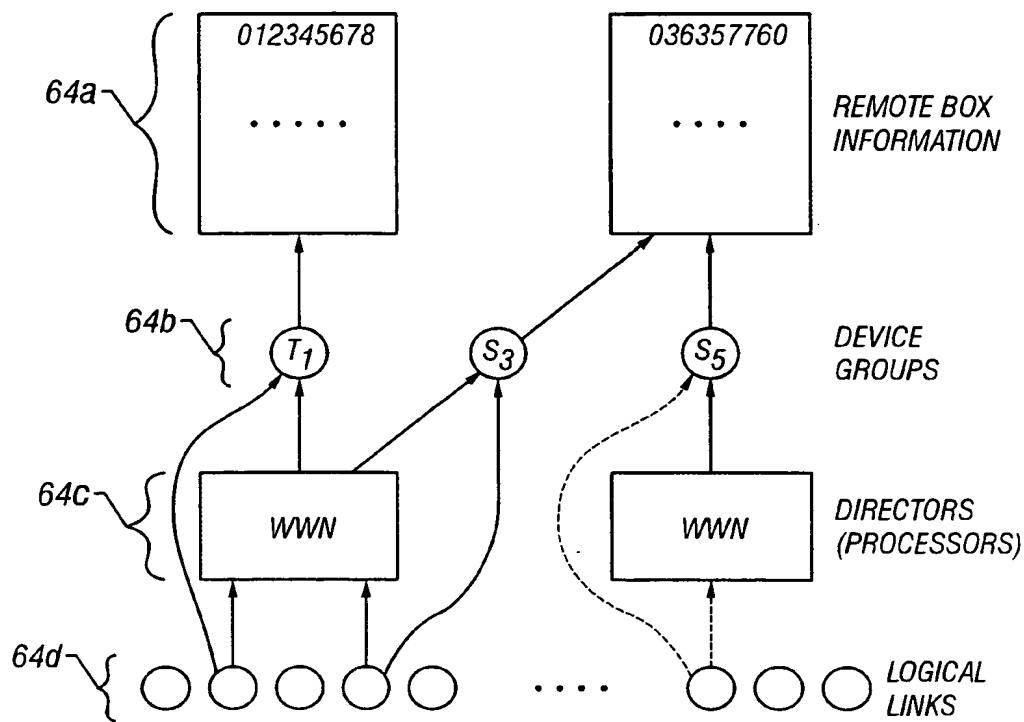 012345678
036357760
64a
REMOTE BOX
INFORMATION
64b
T1
S3
S5
DEVICE
GROUPS
64c
WWN
WWN
DIRECTORS
(PROCESSORS)
64d
LOGICAL
LINKS